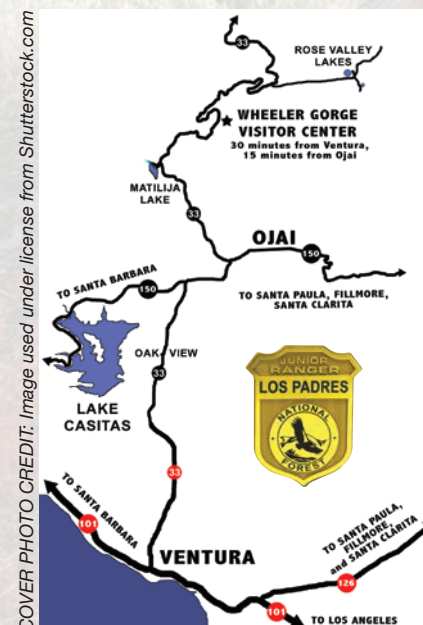 COVER PHOTO CREDIT: Image used under license from Shutterstock.com
33
ROSE VALLEY
LAKES
WHEELER GORGE
VISITOR CENTER
30 minutes from Ventura,
15 minutes from Ojai
MATILIJA
LAKE
33
OJAI
150
TO SANTA BARBARA
150
TO SANTA PAULA, FILLMORE,
SANTA CLARITA
OAK VIEW
33
LAKE
CASITAS
JUNIOR
RANGER
LOS PADRES
NATIONAL
FOREST
33
TO SANTA BARBARA
101
VENTURA
TO SANTA PAULA,
FILLMORE,
and SANTA CLARITA
126
101
TO LOS ANGELES